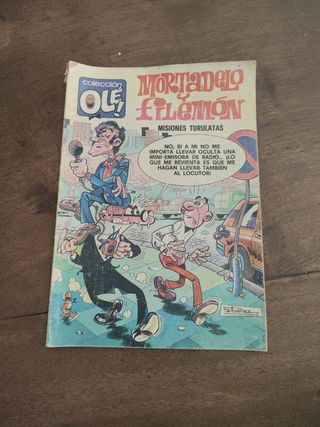 colección
OLÉ!
MORTADELO
Y
filemón
MISIONES TURULATAS
NO, SI A MI NO ME
IMPORTA LLEVAR OCULTA UNA
MINI-EMISORA DE RADIO... ¡LO
QUE ME REVIENTA ES QUE ME
HAGAN LLEVAR TAMBIÉN
AL LOCUTOR!